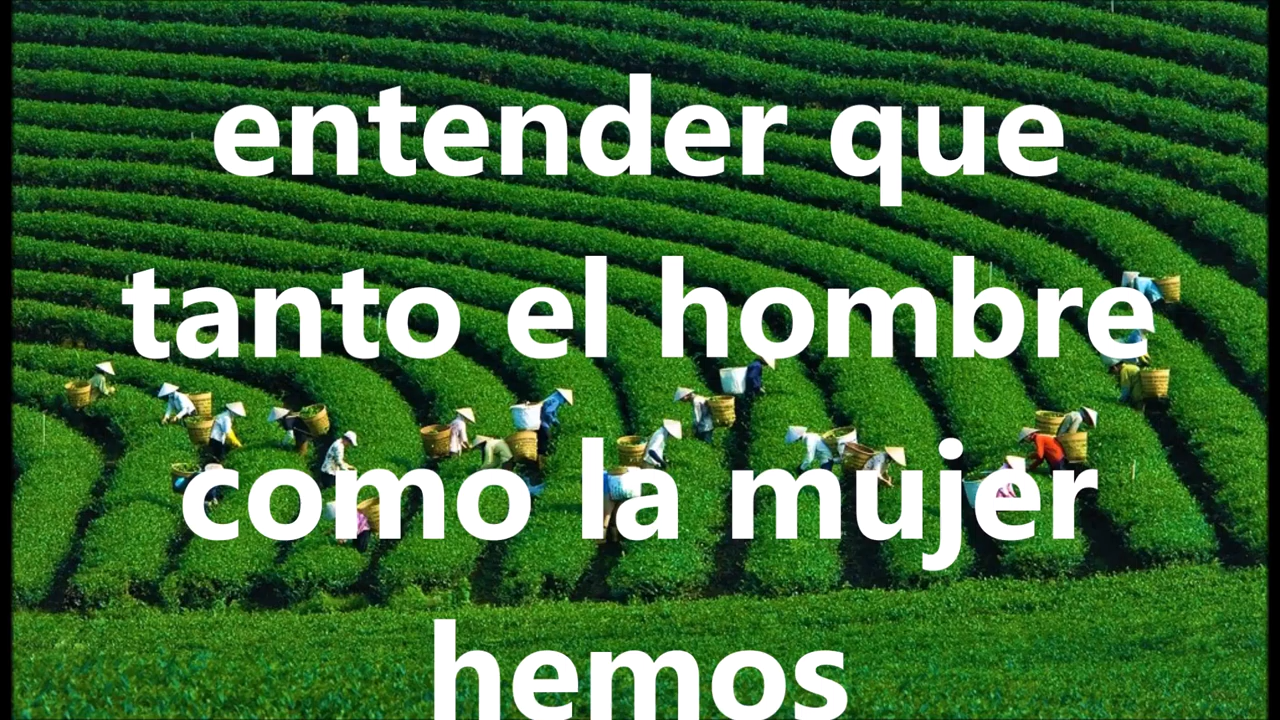 entender que
tanto el hombre
como la mujer
hemos